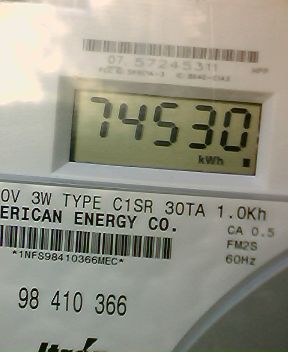 07. 57245311
74530
kWh
0V 3W TYPE C1SR 30TA 1.0Kh
ERICAN ENERGY CO.
CA 0.5
FM2S
60Hz
*1NFS98410366MEC*
98 410 366
Itron